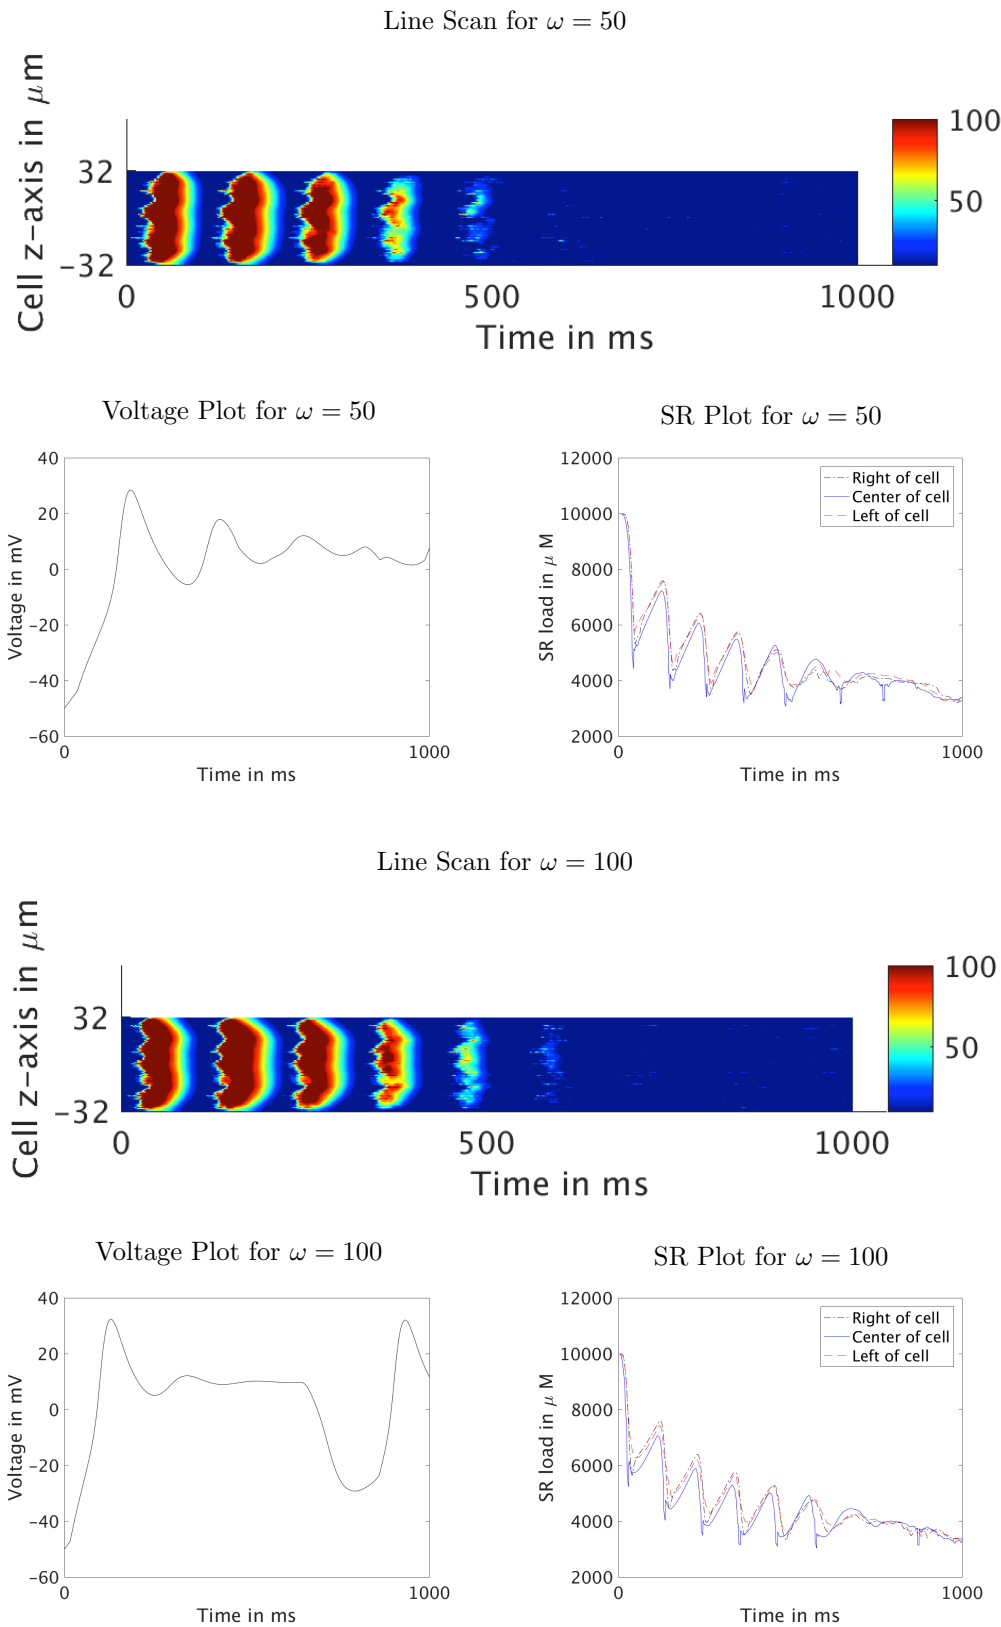 Line Scan for ω = 50
Cell z-axis in μm
32
-32
0
500
1000
Time in ms
100
50
Voltage Plot for ω = 50
Voltage in mV
40
20
0
-20
-40
-60
0
1000
Time in ms
SR Plot for ω = 50
SR load in μ M
12000
10000
8000
6000
4000
2000
0
1000
Time in ms
Right of cell
Center of cell
Left of cell
Line Scan for ω = 100
Cell z-axis in μm
32
-32
0
500
1000
Time in ms
100
50
Voltage Plot for ω = 100
Voltage in mV
40
20
0
-20
-40
-60
0
1000
Time in ms
SR Plot for ω = 100
SR load in μ M
12000
10000
8000
6000
4000
2000
0
1000
Time in ms
Right of cell
Center of cell
Left of cell